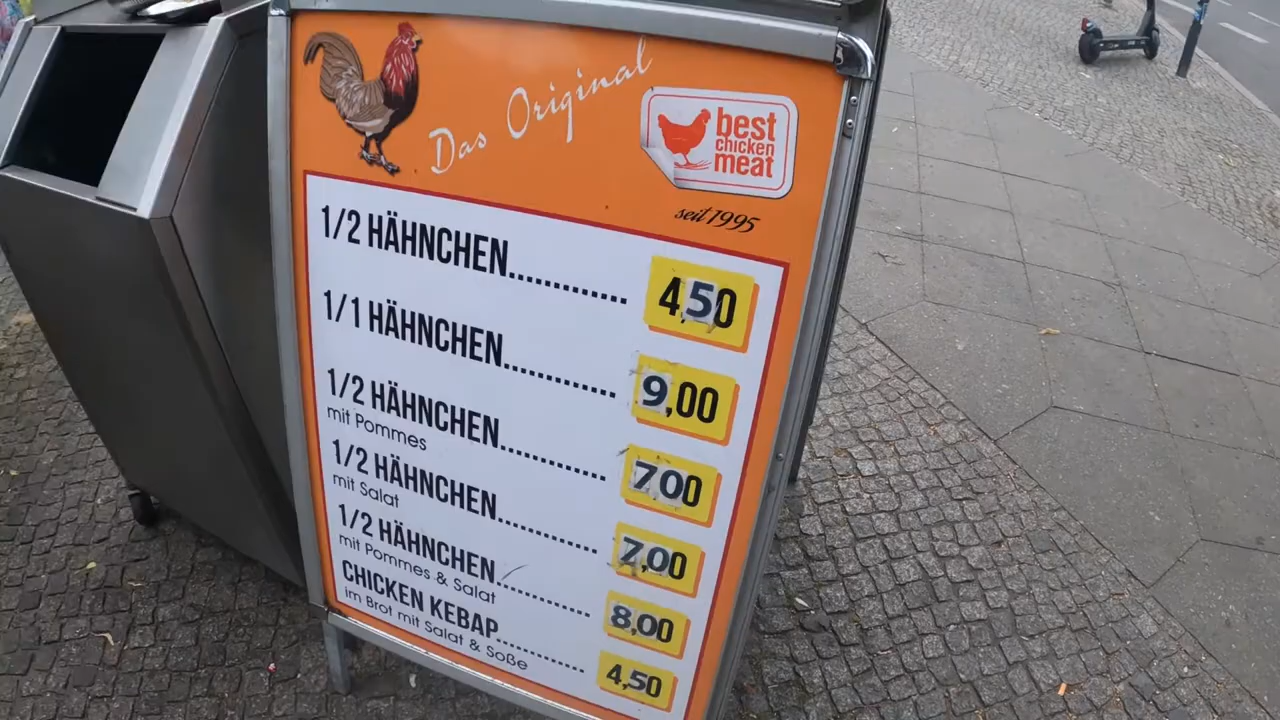 Das Original
best
chicken
meat
seit 1995
1/2 HÄHNCHEN.................. 4,50
1/1 HÄHNCHEN.................. 9,00
1/2 HÄHNCHEN................. 7,00
mit Pommes
1/2 HÄHNCHEN................ 7,00
mit Salat
1/2 HÄHNCHEN............... 8,00
mit Pommes & Salat
CHICKEN KEBAP............... 4,50
im Brot mit Salat & Soße